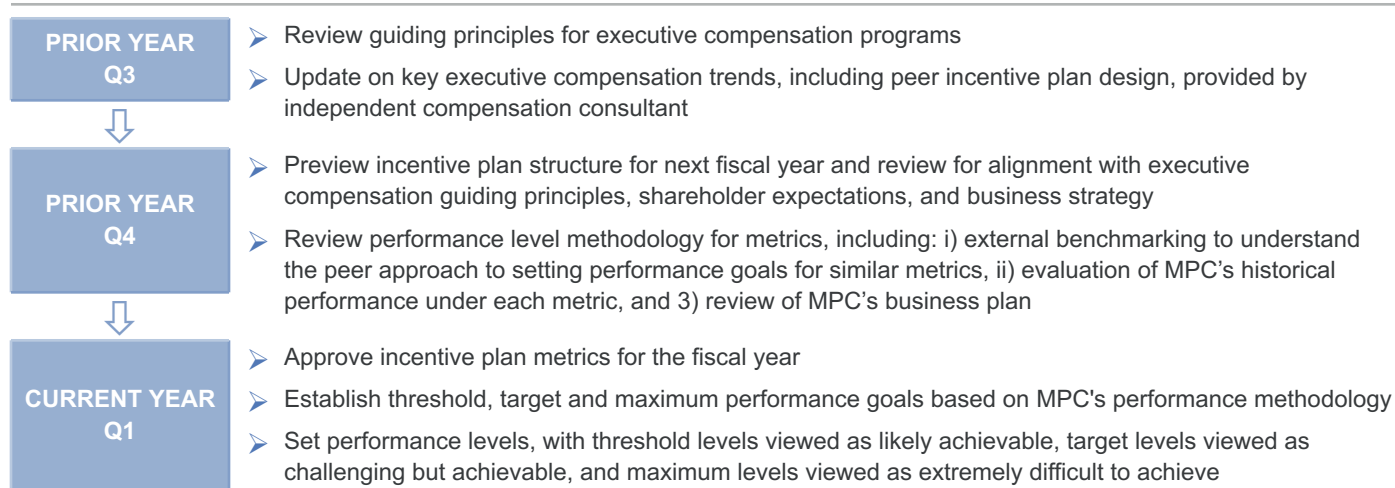 PRIOR YEAR
Q3
➢ Review guiding principles for executive compensation programs
➢ Update on key executive compensation trends, including peer incentive plan design, provided by
independent compensation consultant
PRIOR YEAR
Q4
➢ Preview incentive plan structure for next fiscal year and review for alignment with executive
compensation guiding principles, shareholder expectations, and business strategy
➢ Review performance level methodology for metrics, including: i) external benchmarking to understand
the peer approach to setting performance goals for similar metrics, ii) evaluation of MPC’s historical
performance under each metric, and 3) review of MPC’s business plan
CURRENT YEAR
Q1
➢ Approve incentive plan metrics for the fiscal year
➢ Establish threshold, target and maximum performance goals based on MPC's performance methodology
➢ Set performance levels, with threshold levels viewed as likely achievable, target levels viewed as
challenging but achievable, and maximum levels viewed as extremely difficult to achieve